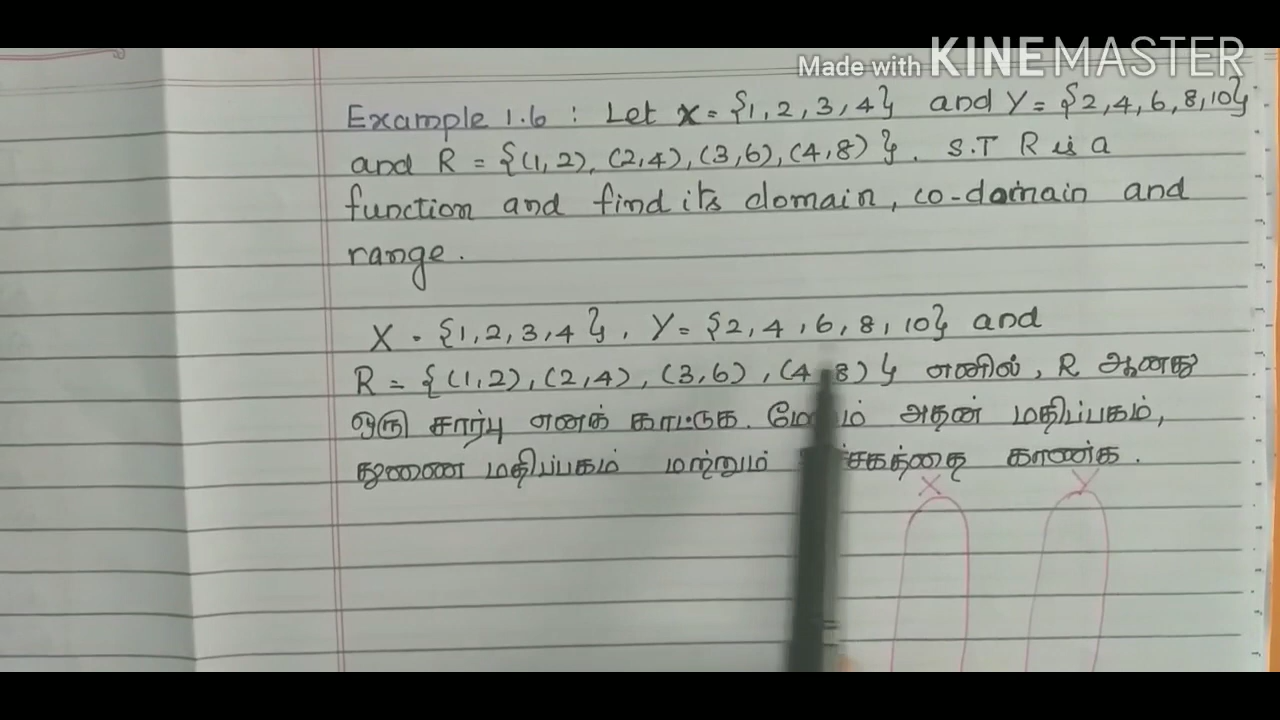 Made with KINEMASTER
Example 1.6 : Let X = {1, 2, 3, 4} and Y = {2, 4, 6, 8, 10}
and R = {(1, 2), (2, 4), (3, 6), (4, 8) }. S.T R is a
function and find its domain, co-domain and
range.
X = {1, 2, 3, 4 }, Y = {2, 4, 6, 8, 10} and
R = { (1, 2), (2, 4), (3, 6), (4 8) } எனில், R ஆனது
ஒரு சார்பு எனக் காட்டுக. அதன் மதிப்பகம்,
துணை மதிப்பகம் மற்றும் காண்க.
X Y